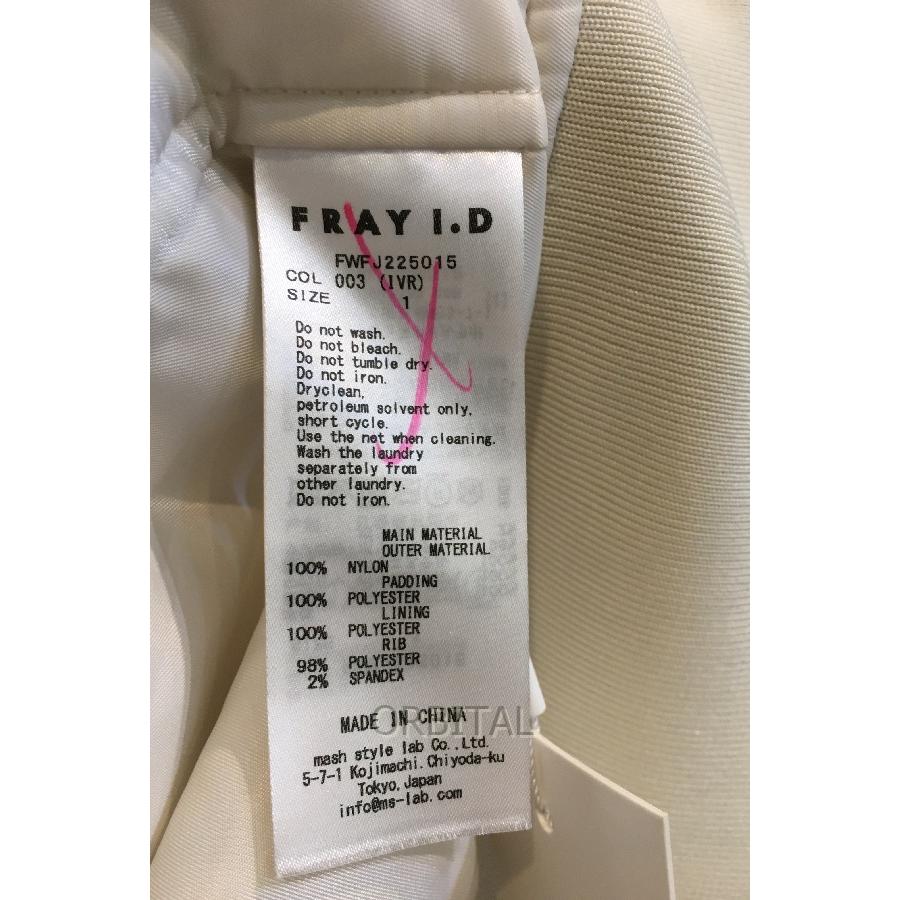 FRAY I.D
FWFJ225015
COL 003 (IVR)
SIZE 1
Do not wash.
Do not bleach.
Do not tumble dry.
Do not iron.
Dryclean,
petroleum solvent only,
short cycle.
Use the net when cleaning.
Wash the laundry
separately from
other laundry.
Do not iron.
MAIN MATERIAL
OUTER MATERIAL
100% NYLON
PADDING
100% POLYESTER
LINING
100% POLYESTER
RIB
98% POLYESTER
2% SPANDEX
MADE IN CHINA
ORBITAL
mash style lab Co.,Ltd.
5-7-1 Kojimachi.Chiyoda-ku
Tokyo.Japan
info@ms-lab.com